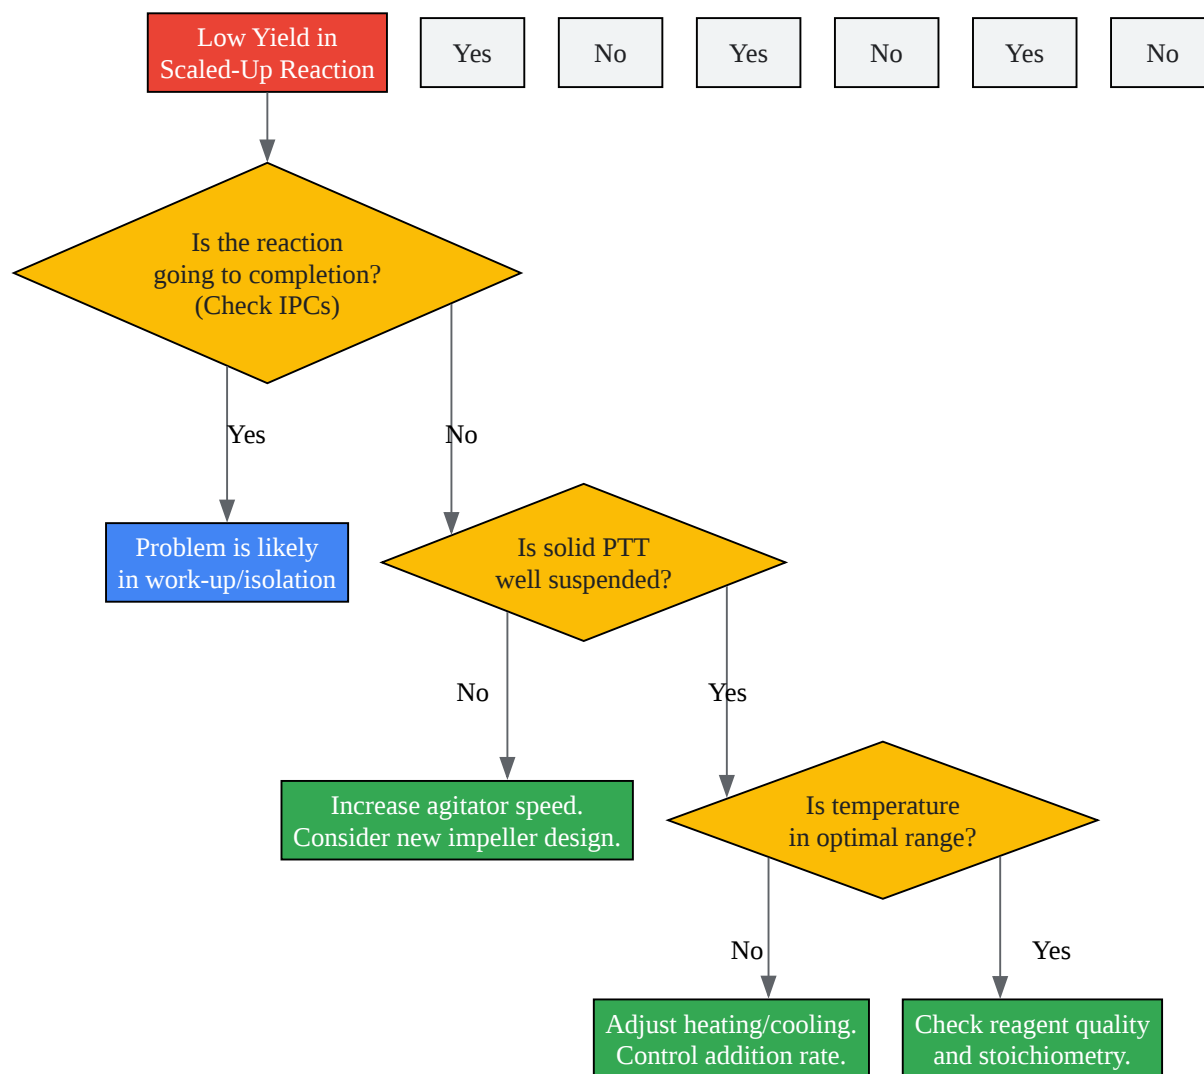 Low Yield in
Scaled-Up Reaction
Yes
No
Yes
No
Yes
No
Is the reaction
going to completion?
(Check IPCs)
Yes
No
Problem is likely
in work-up/isolation
Is solid PTT
well suspended?
No
Yes
Increase agitator speed.
Consider new impeller design.
Is temperature
in optimal range?
No
Yes
Adjust heating/cooling.
Control addition rate.
Check reagent quality
and stoichiometry.